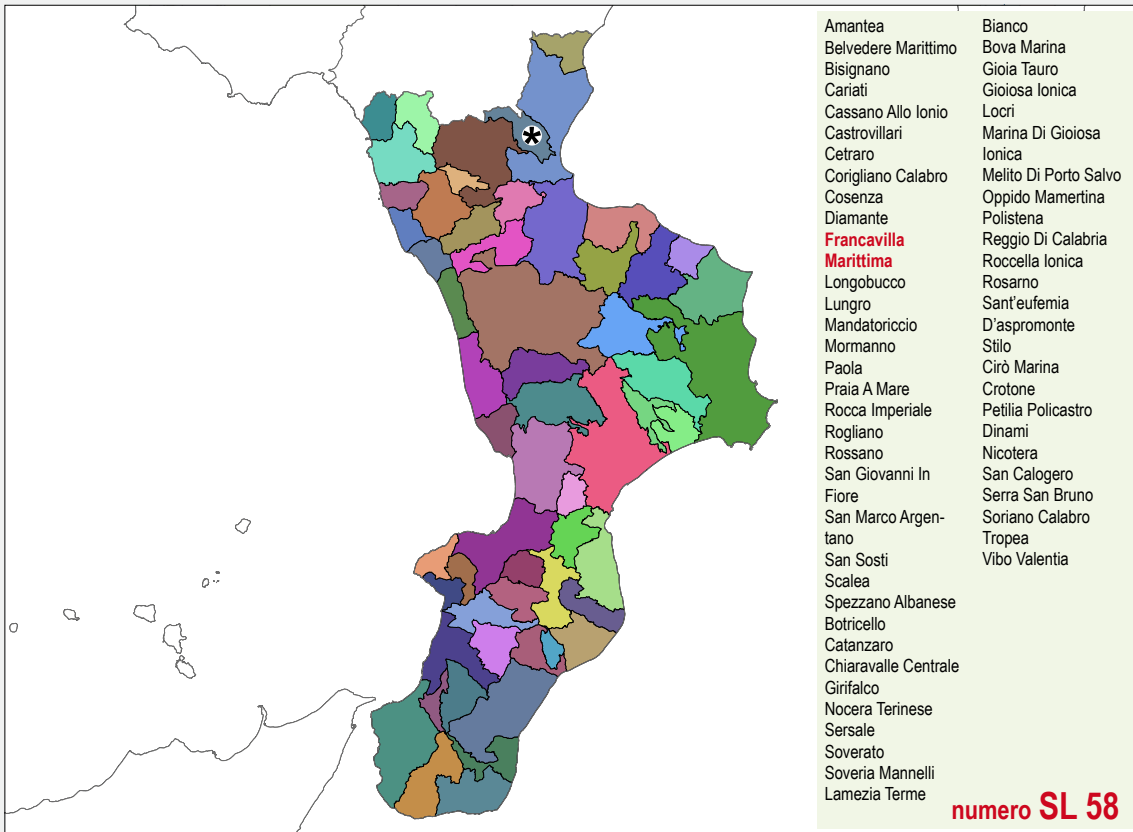 Amantea
Belvedere Marittimo
Bisignano
Cariati
Cassano Allo Ionio
Castrovillari
Cetraro
Corigliano Calabro
Cosenza
Diamante
Francavilla
Marittima
Longobucco
Lungro
Mandatoriccio
Mormanno
Paola
Praia A Mare
Rocca Imperiale
Rogliano
Rossano
San Giovanni In
Fiore
San Marco Argen-
tano
San Sosti
Scalea
Spezzano Albanese
Botricello
Catanzaro
Chiaravalle Centrale
Girifalco
Nocera Terinese
Sersale
Soverato
Soveria Mannelli
Lamezia Terme
Bianco
Bova Marina
Gioia Tauro
Gioiosa Ionica
Locri
Marina Di Gioiosa
Ionica
Melito Di Porto Salvo
Oppido Mamertina
Polistena
Reggio Di Calabria
Roccella Ionica
Rosarno
Sant'eufemia
D'aspromonte
Stilo
Cirò Marina
Crotone
Petilia Policastro
Dinami
Nicotera
San Calogero
Serra San Bruno
Soriano Calabro
Tropea
Vibo Valentia
numero SL 58
*